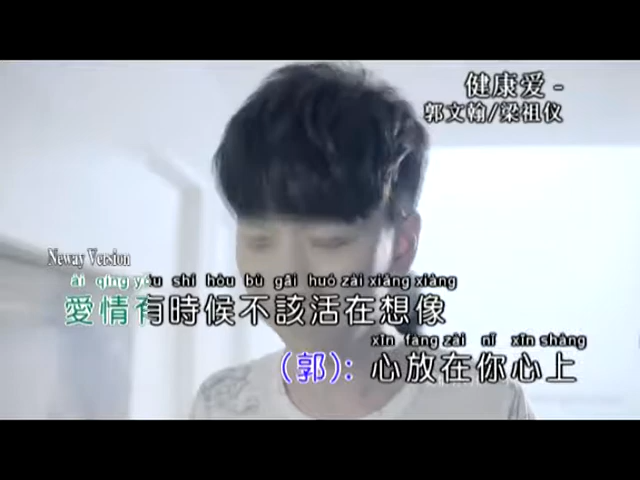 健康爱 -
郭文翰/梁祖仪
Neway Version
ài qíng yǒu shí hòu bù gāi huó zài xiǎng xiàng
愛情有時候不該活在想像
xīn fàng zài nǐ xīn shàng
(郭): 心放在你心上